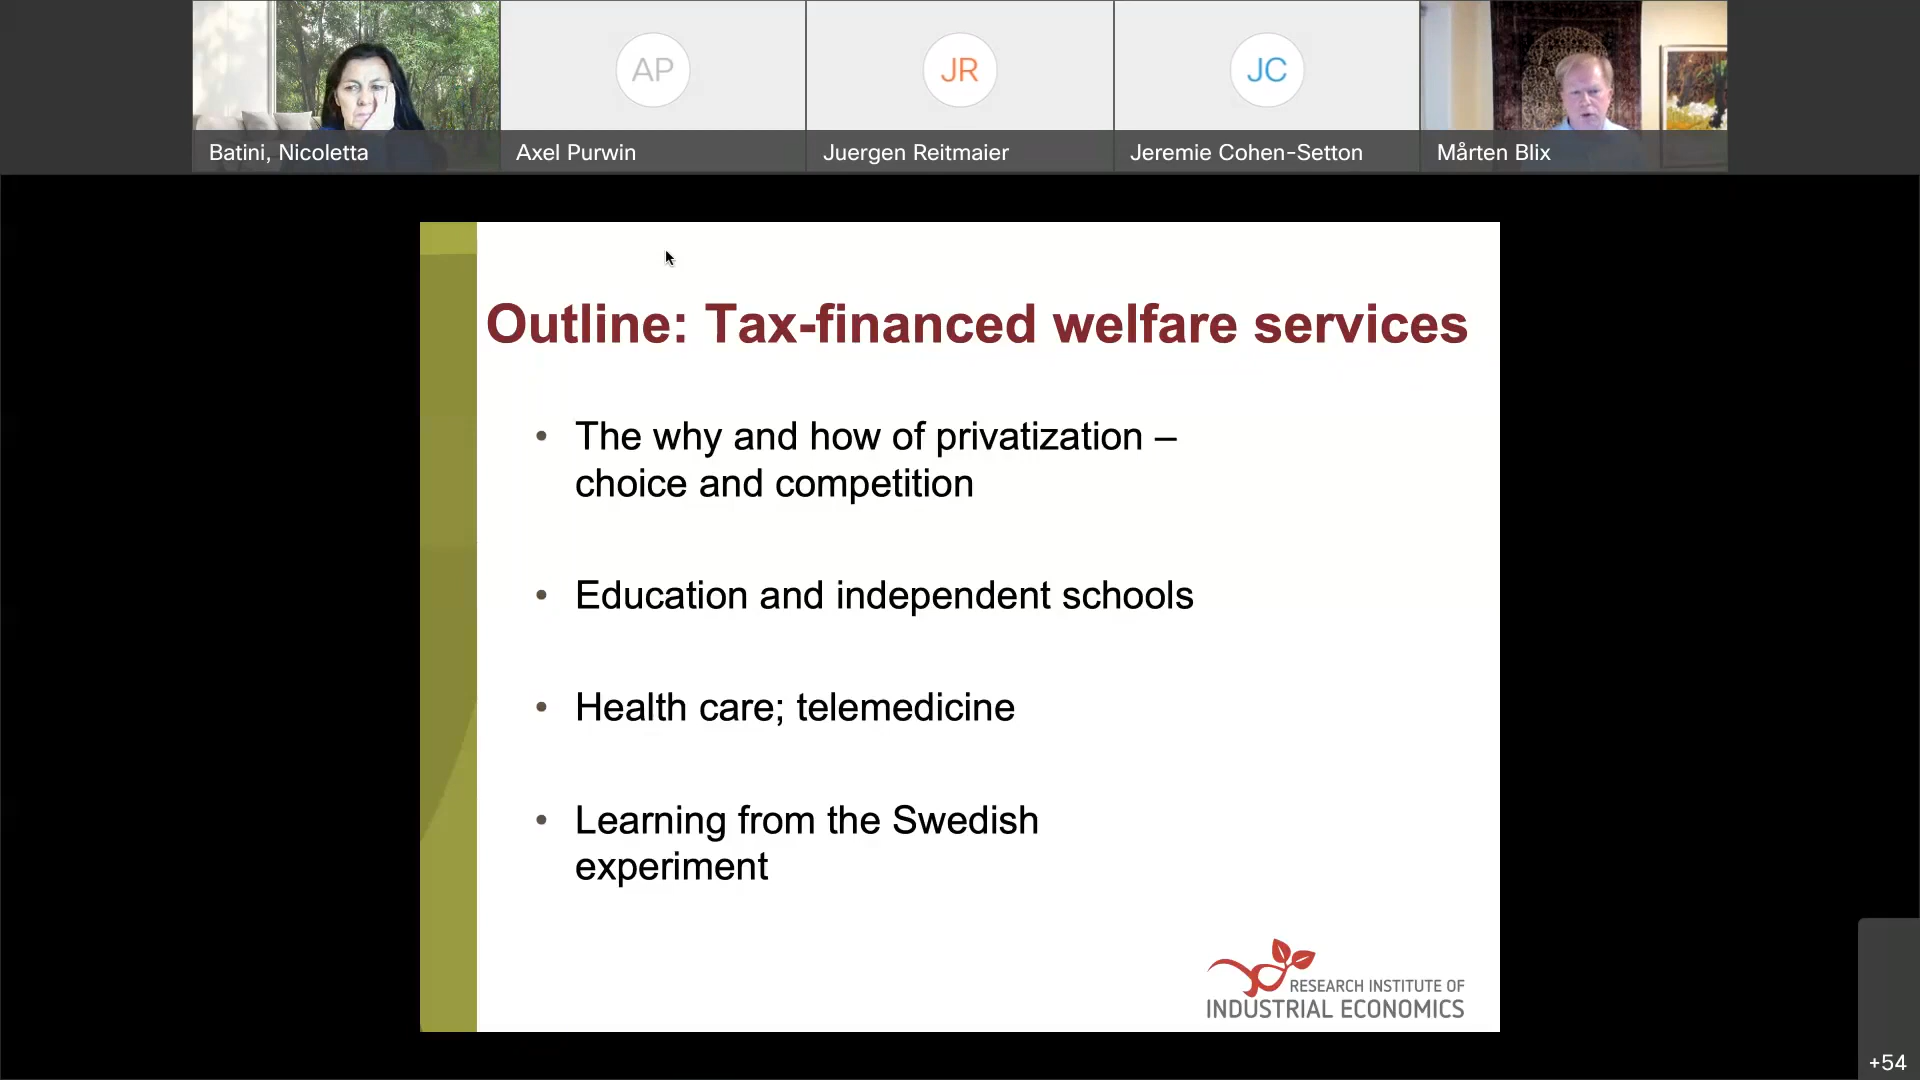 AP
JR
JC
Batini, Nicoletta
Axel Purwin
Juergen Reitmaier
Jeremie Cohen-Setton
Mårten Blix
Outline: Tax-financed welfare services
• The why and how of privatization –
choice and competition
• Education and independent schools
• Health care; telemedicine
• Learning from the Swedish
experiment
RESEARCH INSTITUTE OF
INDUSTRIAL ECONOMICS
+54